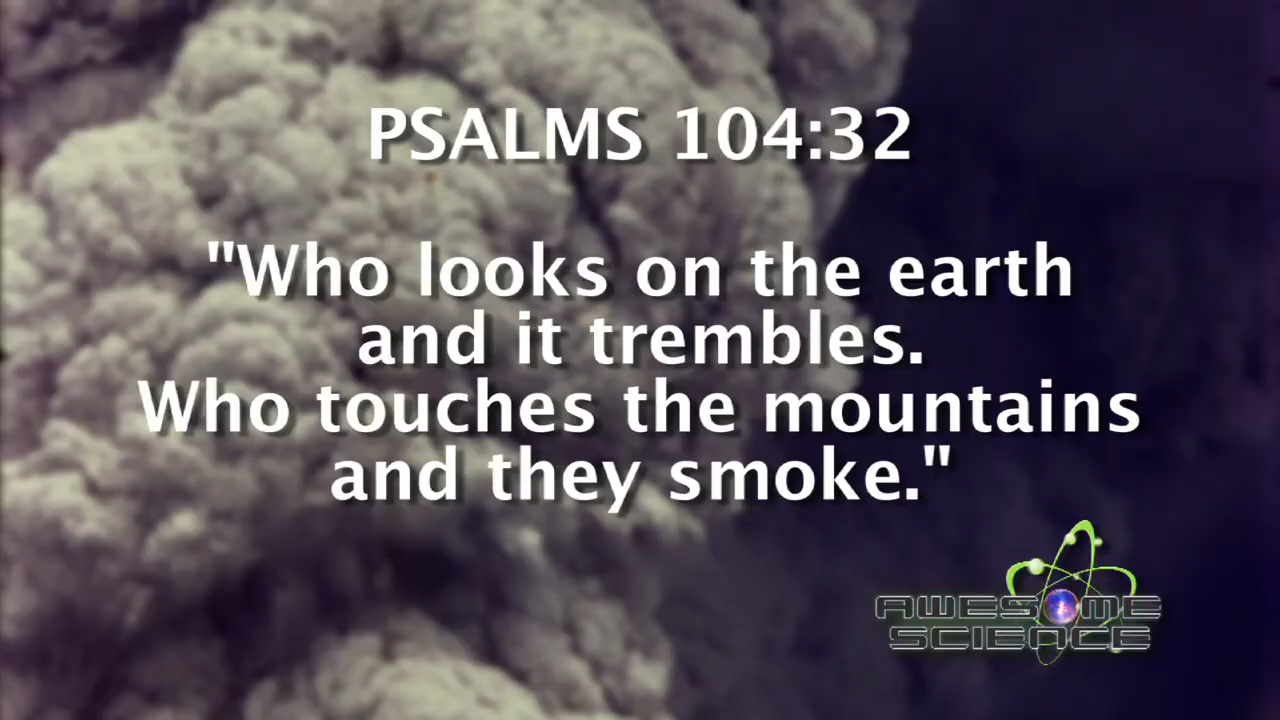 PSALMS 104:32
"Who looks on the earth
and it trembles.
Who touches the mountains
and they smoke."
AWESOME
SCIENCE